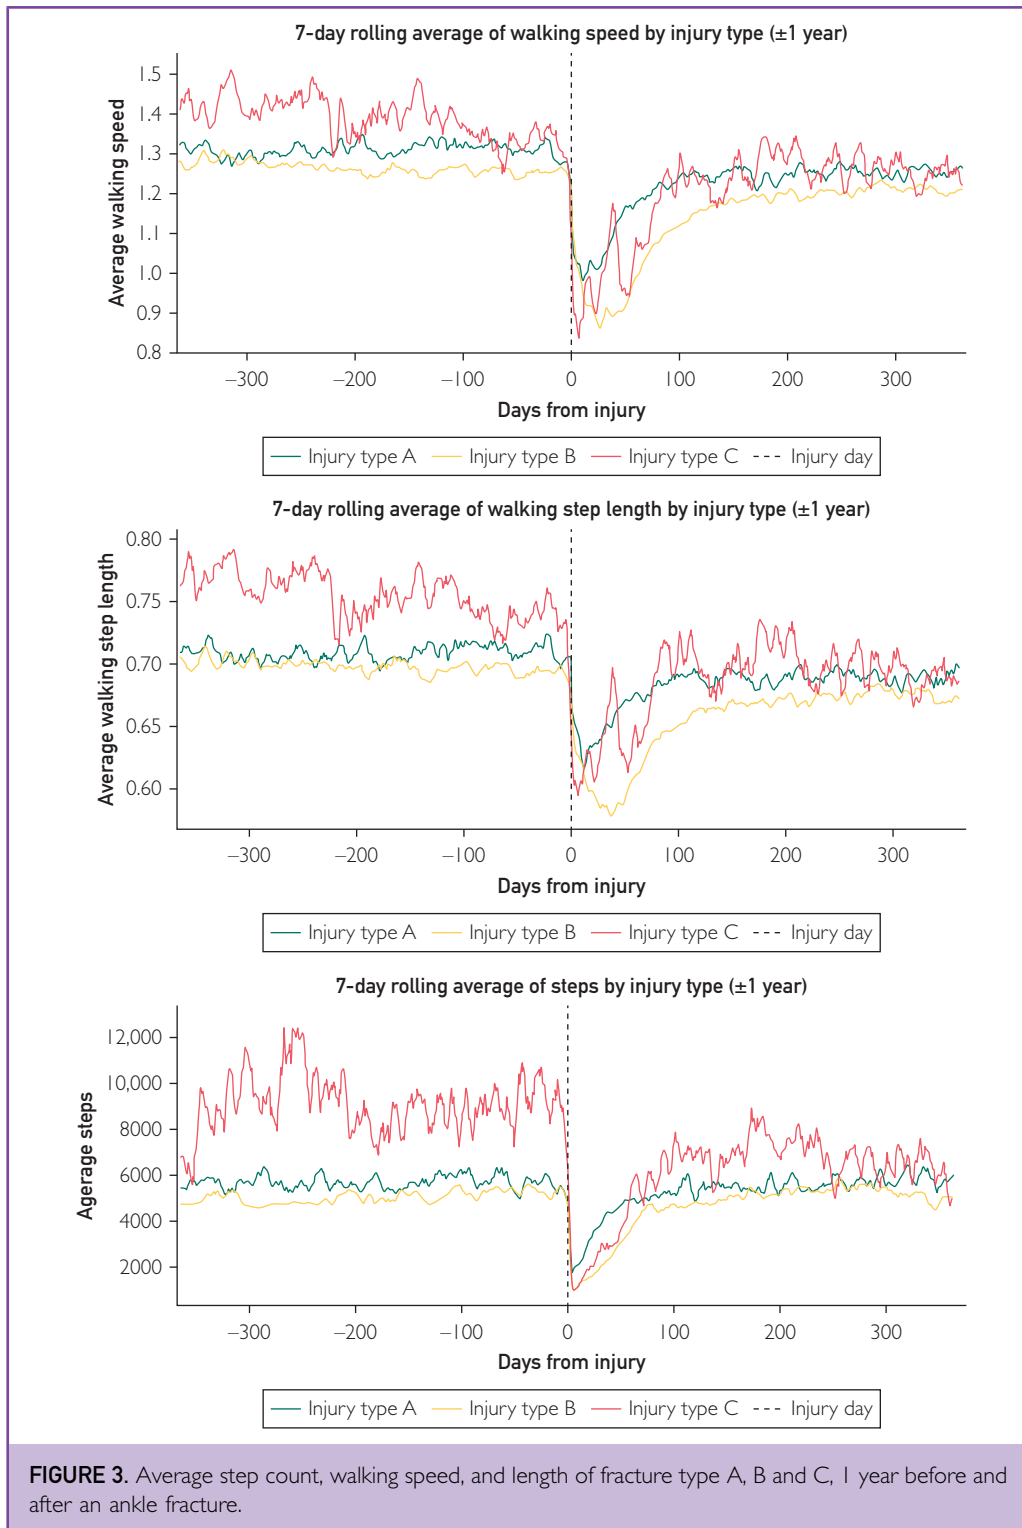 7-day rolling average of walking speed by injury type (±1 year)
Average walking speed
1.5
1.4
1.3
1.2
1.1
1.0
0.9
0.8
–300
–200
–100
0
100
200
300
Days from injury
Injury type A
Injury type B
Injury type C
Injury day
7-day rolling average of walking step length by injury type (±1 year)
Average walking step length
0.80
0.75
0.70
0.65
0.60
–300
–200
–100
0
100
200
300
Days from injury
Injury type A
Injury type B
Injury type C
Injury day
7-day rolling average of steps by injury type (±1 year)
Agerage steps
12,000
10,000
8000
6000
4000
2000
–300
–200
–100
0
100
200
300
Days from injury
Injury type A
Injury type B
Injury type C
Injury day
FIGURE 3. Average step count, walking speed, and length of fracture type A, B and C, 1 year before and
after an ankle fracture.